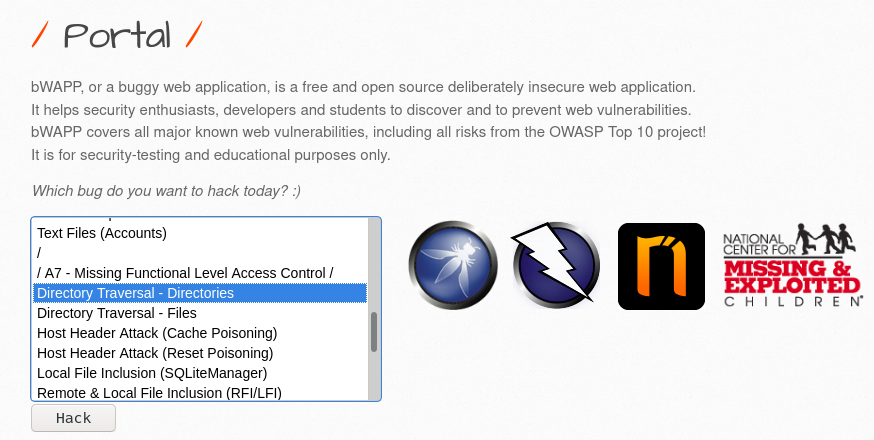 / Portal /
bWAPP, or a buggy web application, is a free and open source deliberately insecure web application.
It helps security enthusiasts, developers and students to discover and to prevent web vulnerabilities.
bWAPP covers all major known web vulnerabilities, including all risks from the OWASP Top 10 project!
It is for security-testing and educational purposes only.
Which bug do you want to hack today? :)
Text Files (Accounts)
/
/ A7 - Missing Functional Level Access Control /
Directory Traversal - Directories
Directory Traversal - Files
Host Header Attack (Cache Poisoning)
Host Header Attack (Reset Poisoning)
Local File Inclusion (SQLiteManager)
Remote & Local File Inclusion (RFI/LFI)
Hack
n
NATIONAL
CENTER FOR
MISSING &
EXPLOITED
CHILDREN®